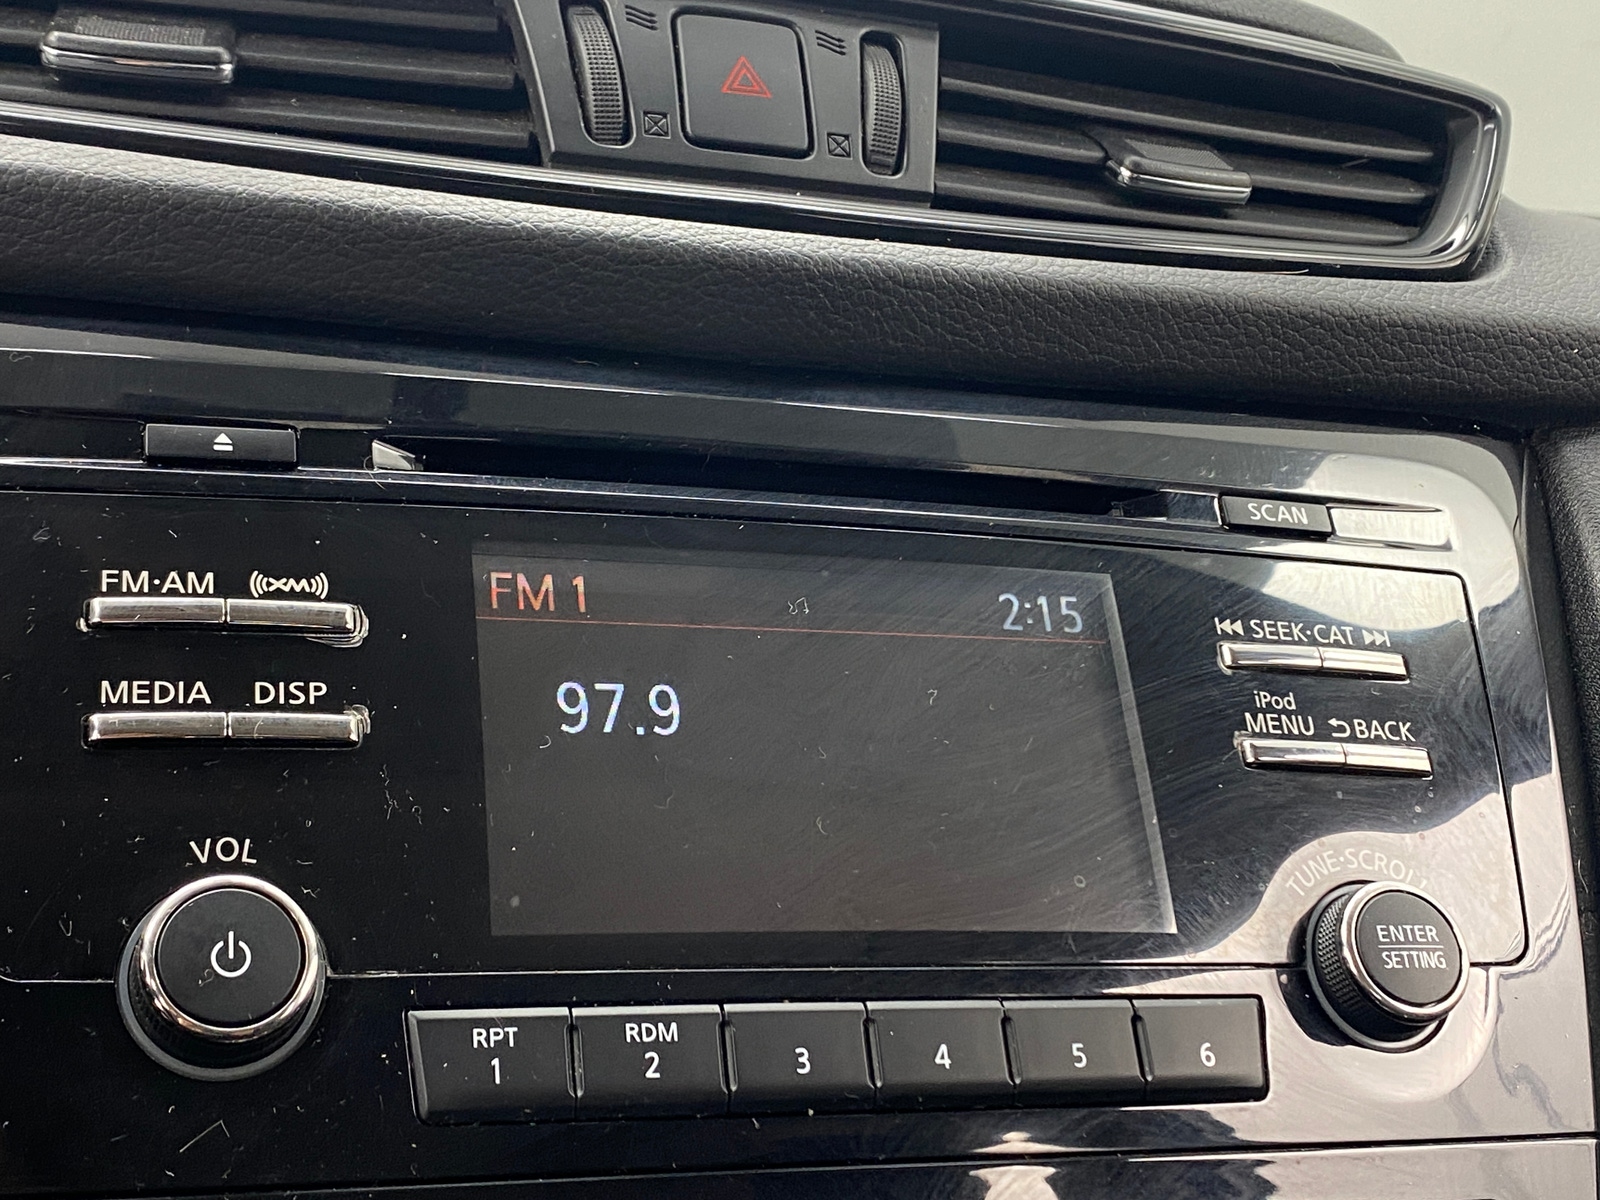 SCAN
FM·AM XM
FM 1 2:15
SEEK·CAT
MEDIA DISP
97.9
iPod
MENU BACK
VOL
TUNE·SCROLL
ENTER
SETTING
RPT
1
RDM
2
3
4
5
6